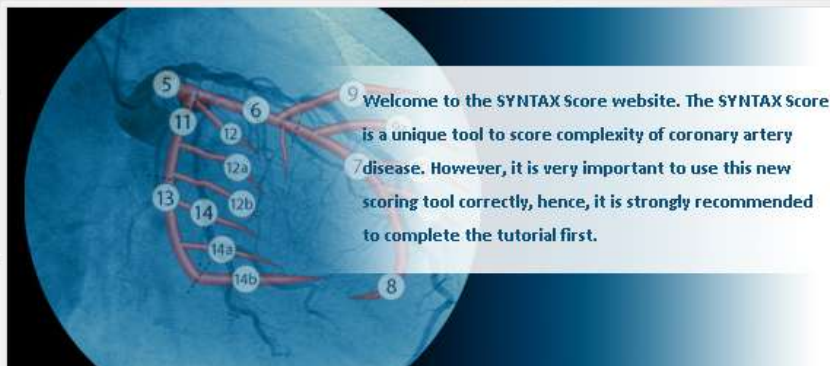 5
6
9
11
12
Welcome to the SYNTAX Score website. The SYNTAX Score
is a unique tool to score complexity of coronary artery
12a
7
disease. However, it is very important to use this new
13
14
12b
scoring tool correctly, hence, it is strongly recommended
14a
to complete the tutorial first.
14b
8